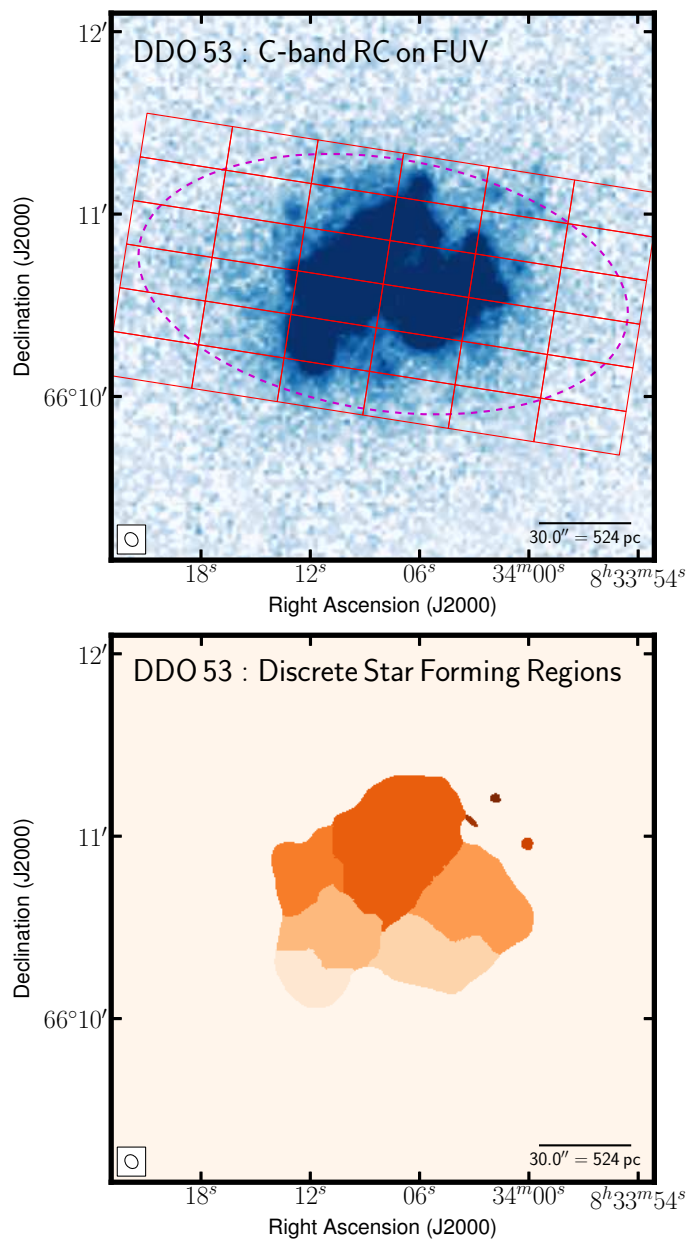 DDO 53 : C-band RC on FUV
12′
11′
66°10′
Declination (J2000)
30.0″ = 524 pc
18ˢ 12ˢ 06ˢ 34ᵐ00ˢ 8ʰ33ᵐ54ˢ
Right Ascension (J2000)
DDO 53 : Discrete Star Forming Regions
12′
11′
66°10′
Declination (J2000)
30.0″ = 524 pc
18ˢ 12ˢ 06ˢ 34ᵐ00ˢ 8ʰ33ᵐ54ˢ
Right Ascension (J2000)